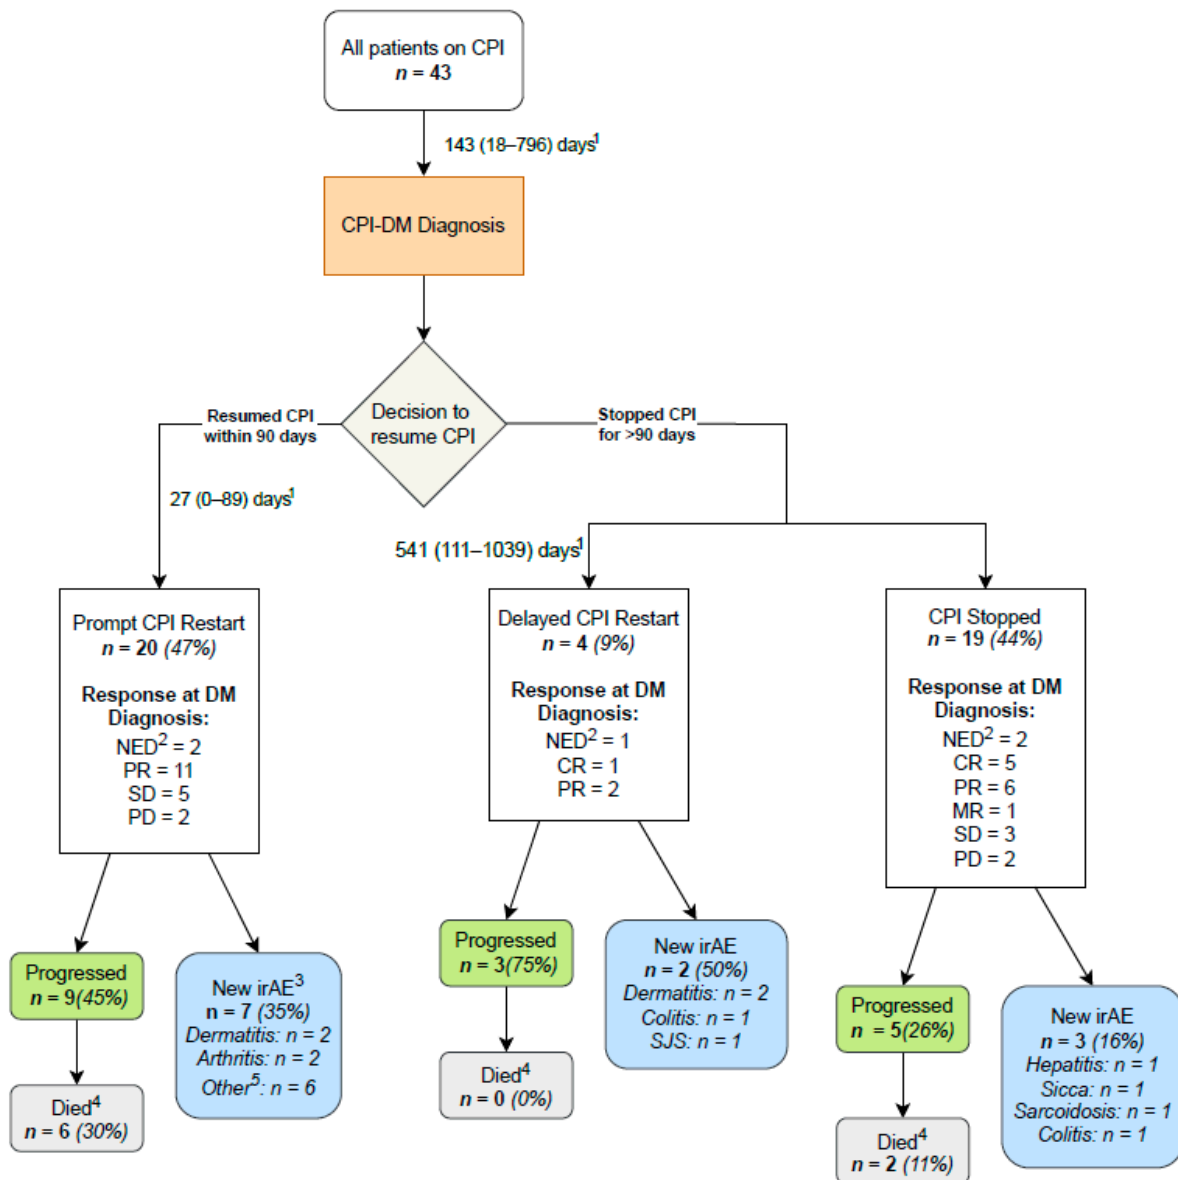 All patients on CPI
n = 43
143 (18–796) days¹
CPI-DM Diagnosis
Decision to
resume CPI
Resumed CPI
within 90 days
Stopped CPI
for >90 days
27 (0–89) days¹
541 (111–1039) days¹
Prompt CPI Restart
n = 20 (47%)
Response at DM
Diagnosis:
NED² = 2
PR = 11
SD = 5
PD = 2
Delayed CPI Restart
n = 4 (9%)
Response at DM
Diagnosis:
NED² = 1
CR = 1
PR = 2
CPI Stopped
n = 19 (44%)
Response at DM
Diagnosis:
NED² = 2
CR = 5
PR = 6
MR = 1
SD = 3
PD = 2
Progressed
n = 9(45%)
New irAE³
n = 7 (35%)
Dermatitis: n = 2
Arthritis: n = 2
Other⁵: n = 6
Died⁴
n = 6 (30%)
Progressed
n = 3(75%)
New irAE
n = 2 (50%)
Dermatitis: n = 2
Colitis: n = 1
SJS: n = 1
Died⁴
n = 0 (0%)
Progressed
n = 5(26%)
New irAE
n = 3 (16%)
Hepatitis: n = 1
Sicca: n = 1
Sarcoidosis: n = 1
Colitis: n = 1
Died⁴
n = 2 (11%)